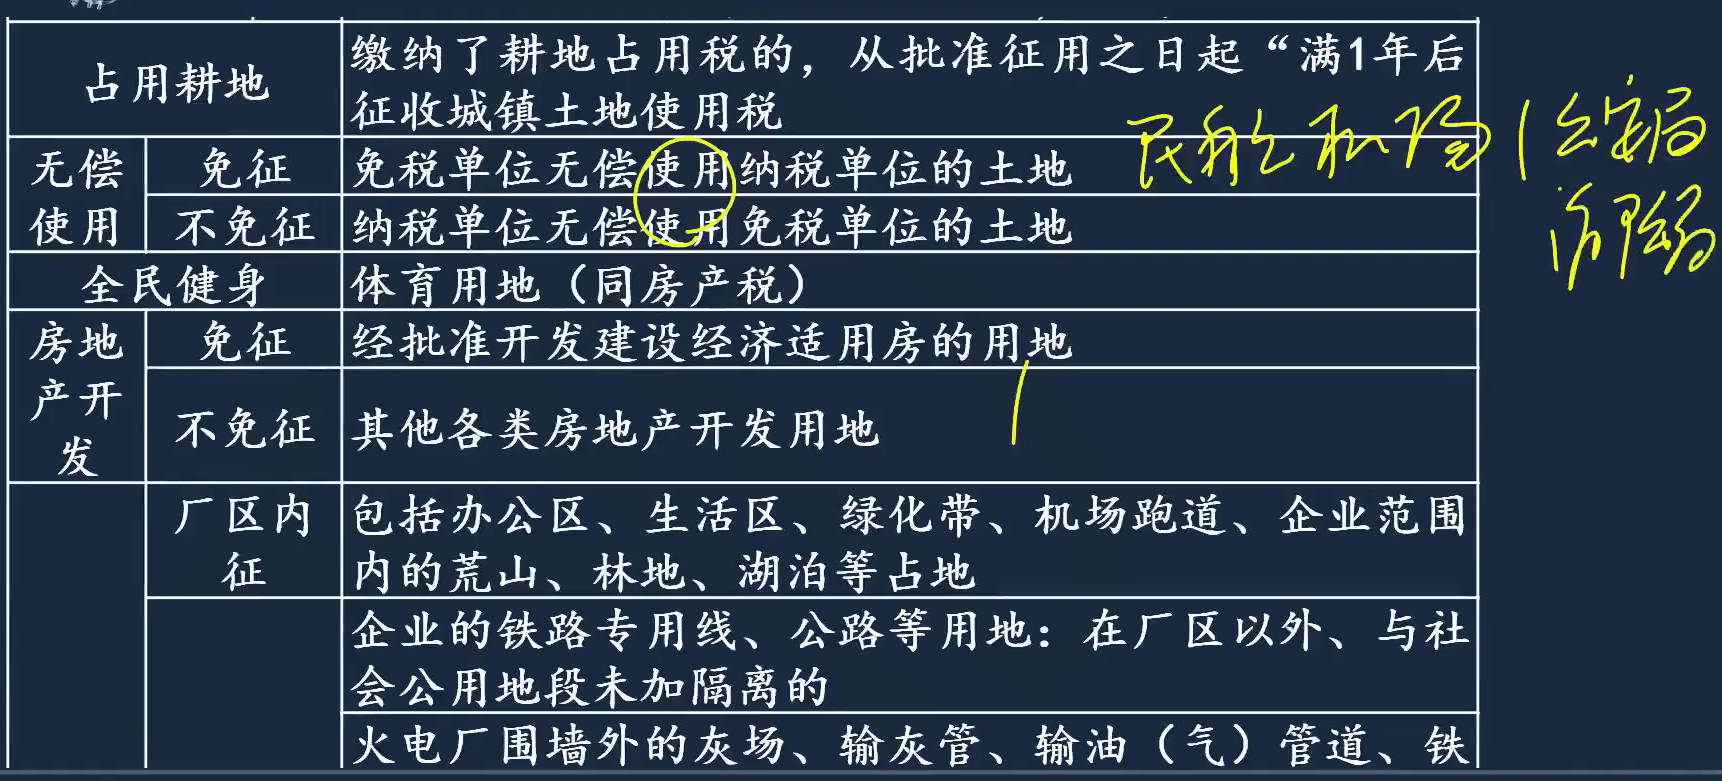 占用耕地
缴纳了耕地占用税的，从批准征用之日起“满1年后
征收城镇土地使用税
无偿
使用
免征
免税单位无偿使用纳税单位的土地
不免征
纳税单位无偿使用免税单位的土地
全民健身
体育用地（同房产税）
房地
产开
发
免征
经批准开发建设经济适用房的用地
不免征
其他各类房地产开发用地
厂区内
征
包括办公区、生活区、绿化带、机场跑道、企业范围
内的荒山、林地、湖泊等占地
企业的铁路专用线、公路等用地：在厂区以外、与社
会公用地段未加隔离的
火电厂围墙外的灰场、输灰管、输油（气）管道、铁
公安局